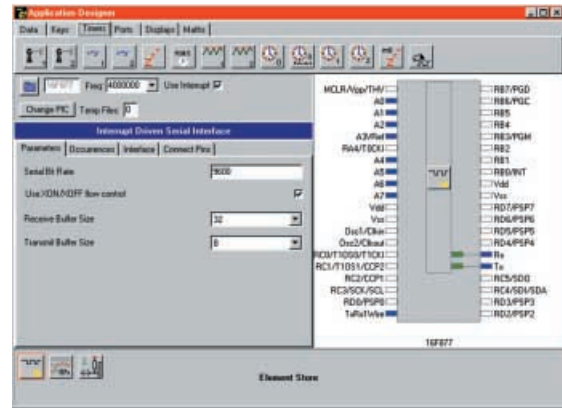 Application Designer
Data Keys Timers Ports Displays Maths
16F877 Freq 4000000 Use Interrupt
Change PIC Temp Files 0
Interrupt Driven Serial Interface
Parameters Occurrences Interface Connect Pins
Serial Bit Rate 9600
Use XON/XOFF flow control
Receive Buffer Size 32
Transmit Buffer Size 8
MCLR/Vpp/THV RB7/PGD
A0 RB6/PGC
A1 RB5
A2 RB4
A3/VRef RB3/PGM
RA4/T0CKI RB2
A4 RB1
A5 RB0/INT
A6 Vdd
A7 Vss
Vdd RD7/PSP7
Vss RD6/PSP6
Osc1/Clkin RD5/PSP5
Osc2/Clkout RD4/PSP4
RC0/T1OSO/T1CKI Rx
RC1/T1OS1/CCP2 Tx
RC2/CCP1 RC5/SDO
RC3/SCK/SCL RC4/SDI/SDA
RD0/PSP0 RD3/PSP3
TxRx1Wire RD2/PSP2
16F877
Element Store